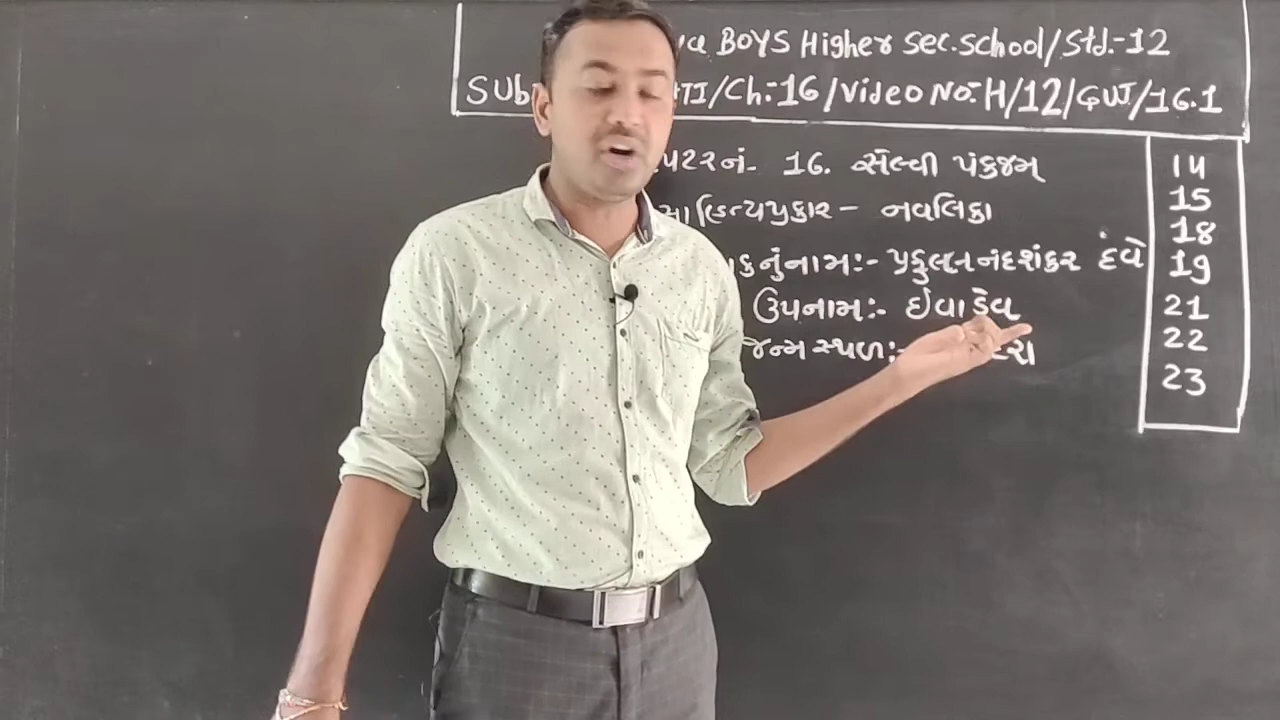 BOYS Higher Sec. School/Std.-12
SUb TI/Ch:-16/Video No:-H/12/GUJ/16.1
16. સેલ્વી પંકજમ્
સાહિત્યપ્રકાર - નવલિકા
નુંનામઃ- પ્રફુલ્લનંદશંકર દવે
ઉપનામઃ- ઈવાડેવ
જન્મસ્થળઃ-
14
15
18
19
21
22
23